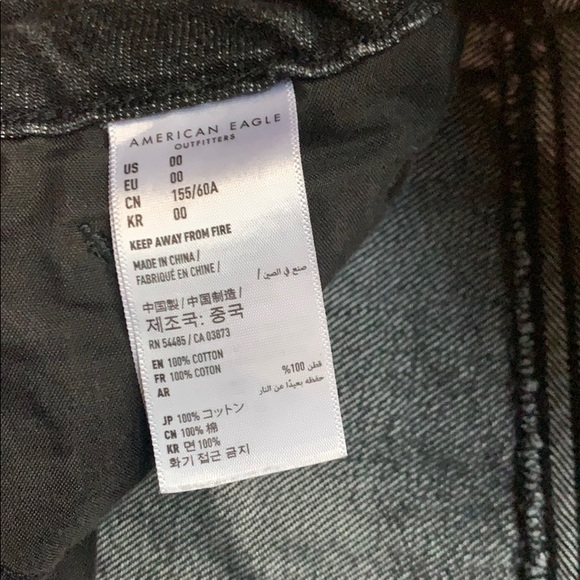 AMERICAN EAGLE
OUTFITTERS
US 00
EU 00
CN 155/60A
KR 00
KEEP AWAY FROM FIRE
MADE IN CHINA /
FABRIQUÉ EN CHINE / صنع في الصين /
中国製 / 中国制造 /
제조국: 중국
RN 54485 / CA 03873
EN 100% COTTON
FR 100% COTON قطن 100%
AR حفظه بعيدًا عن النار
JP 100% コットン
CN 100% 棉
KR 면 100%
화기 접근 금지